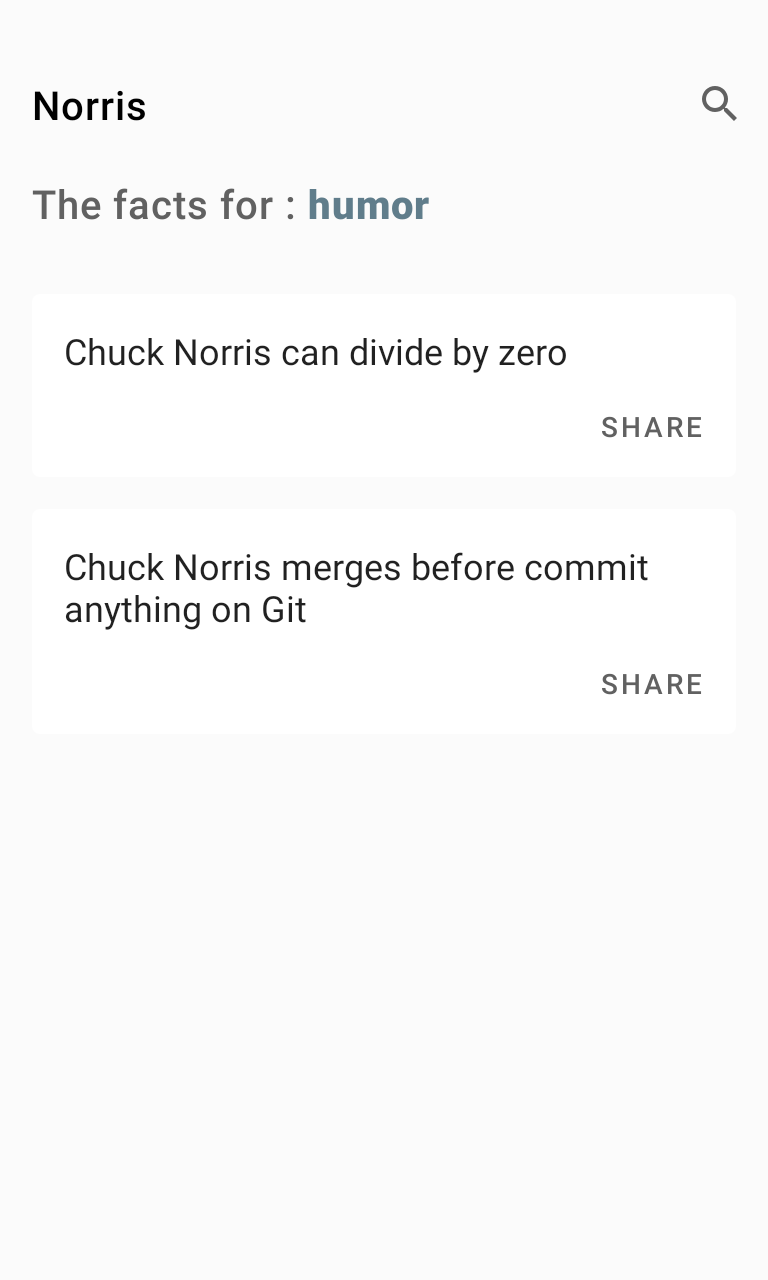 Norris
The facts for : humor
Chuck Norris can divide by zero
SHARE
Chuck Norris merges before commit
anything on Git
SHARE